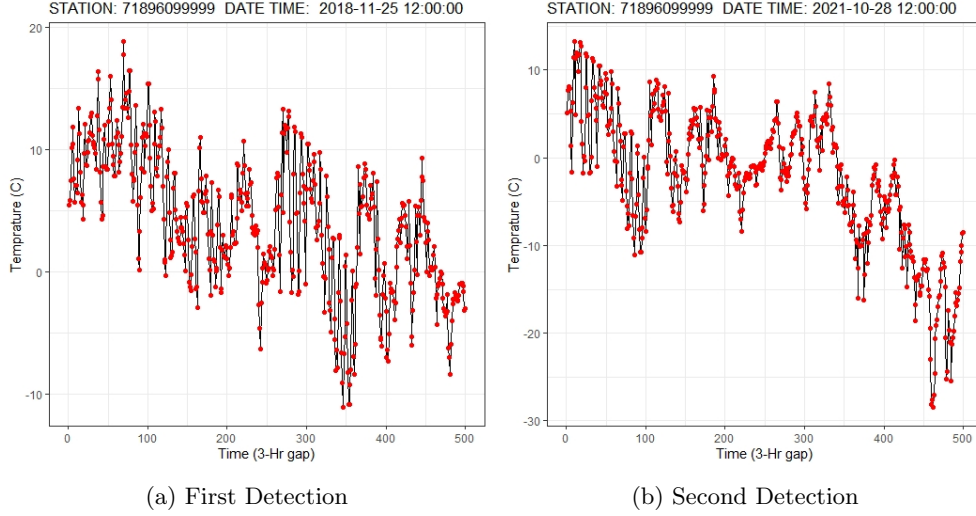 STATION: 71896099999 DATE TIME: 2018-11-25 12:00:00
20
10
0
-10
Temprature (C)
0 100 200 300 400 500
Time (3-Hr gap)
(a) First Detection
STATION: 71896099999 DATE TIME: 2021-10-28 12:00:00
10
0
-10
-20
-30
Temprature (C)
0 100 200 300 400 500
Time (3-Hr gap)
(b) Second Detection